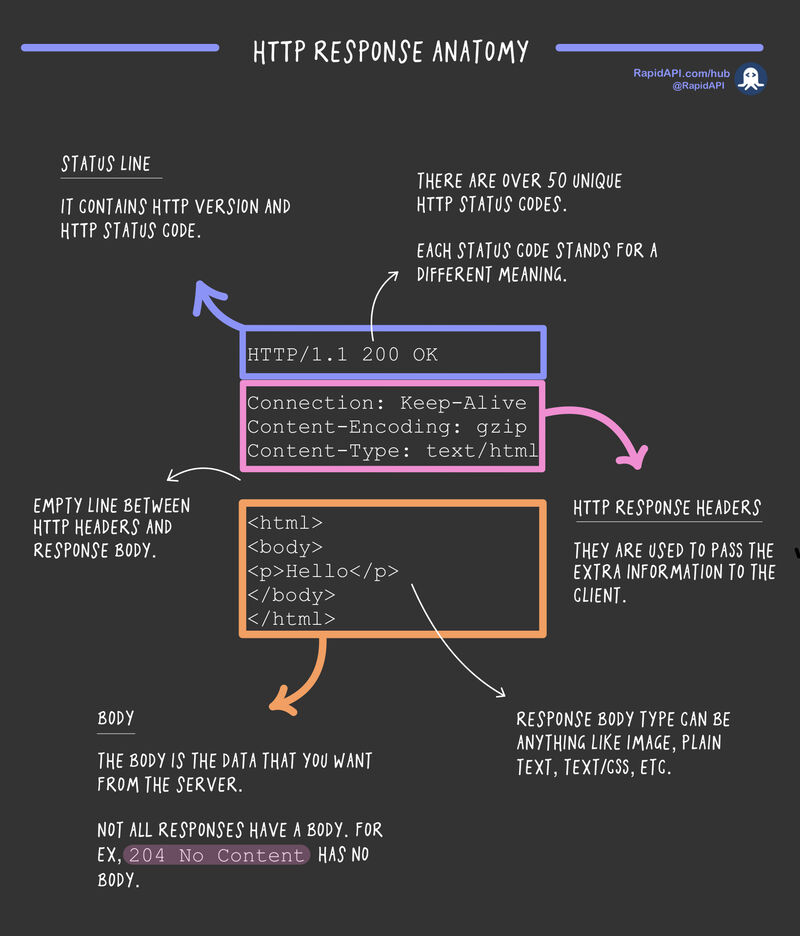 HTTP RESPONSE ANATOMY
RapidAPI.com/hub
@RapidAPI
STATUS LINE
IT CONTAINS HTTP VERSION AND
HTTP STATUS CODE.
THERE ARE OVER 50 UNIQUE
HTTP STATUS CODES.
EACH STATUS CODE STANDS FOR A
DIFFERENT MEANING.
HTTP/1.1 200 OK
Connection: Keep-Alive
Content-Encoding: gzip
Content-Type: text/html
EMPTY LINE BETWEEN
HTTP HEADERS AND
RESPONSE BODY.
HTTP RESPONSE HEADERS
THEY ARE USED TO PASS THE
EXTRA INFORMATION TO THE
CLIENT.
<html>
<body>
<p>Hello</p>
</body>
</html>
BODY
THE BODY IS THE DATA THAT YOU WANT
FROM THE SERVER.
NOT ALL RESPONSES HAVE A BODY. FOR
EX, 204 No Content HAS NO
BODY.
RESPONSE BODY TYPE CAN BE
ANYTHING LIKE IMAGE, PLAIN
TEXT, TEXT/CSS, ETC.